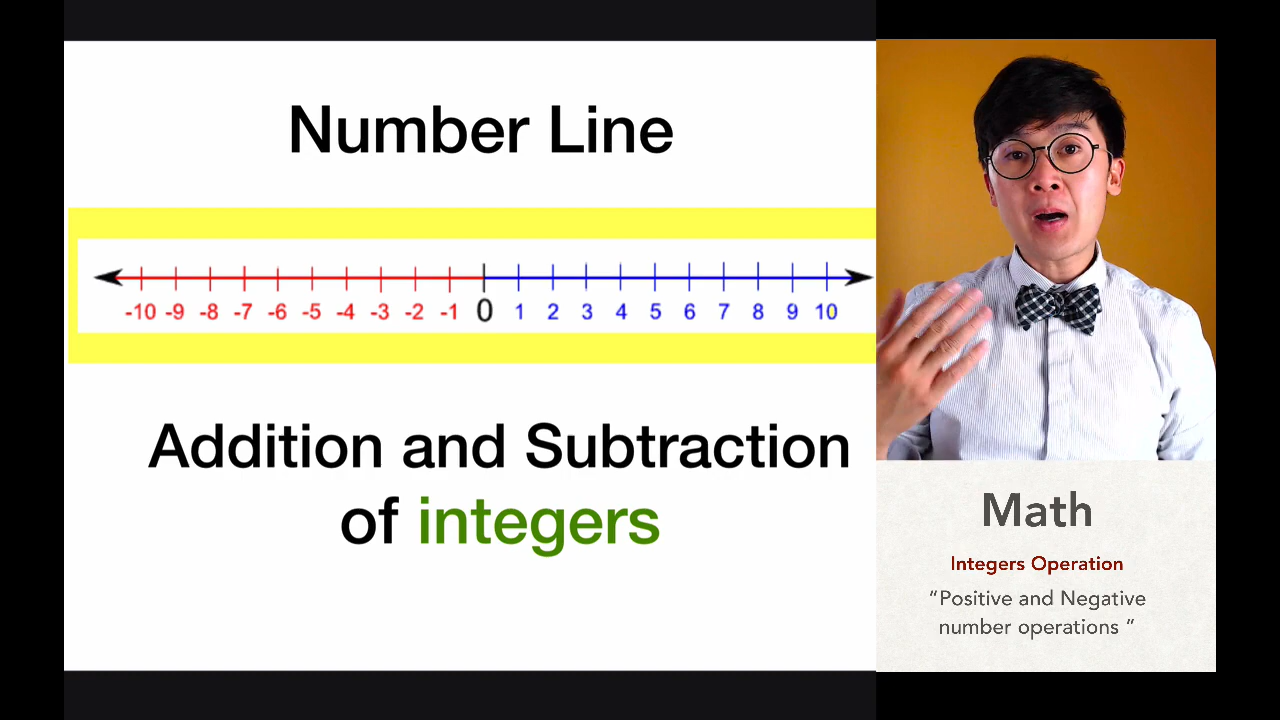 Number Line
-10 -9 -8 -7 -6 -5 -4 -3 -2 -1 0 1 2 3 4 5 6 7 8 9 10
Addition and Subtraction
of integers
Math
Integers Operation
“Positive and Negative
number operations ”